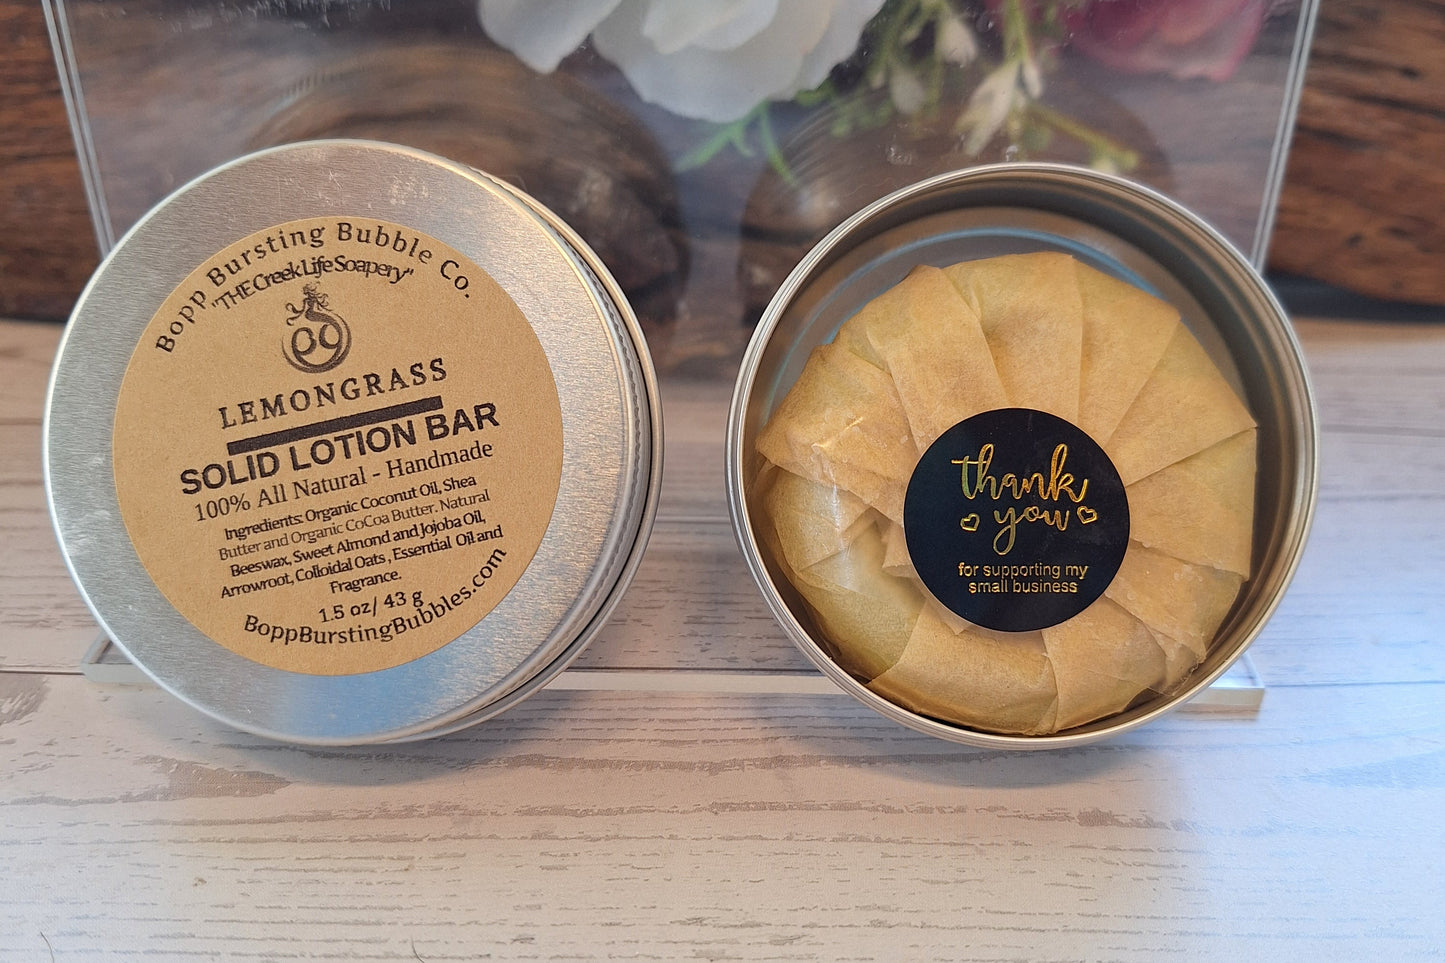 Bopp Bursting Bubble Co.
"THE Creek Life Soapery"
LEMONGRASS
SOLID LOTION BAR
100% All Natural - Handmade
Ingredients: Organic Coconut Oil, Shea
Butter and Organic CoCoa Butter. Natural
Beeswax, Sweet Almond and Jojoba Oil,
Arrowroot, Colloidal Oats , Essential Oil and
Fragrance.
1.5 oz/ 43 g
BoppBurstingBubbles.com
thank
you
for supporting my
small business